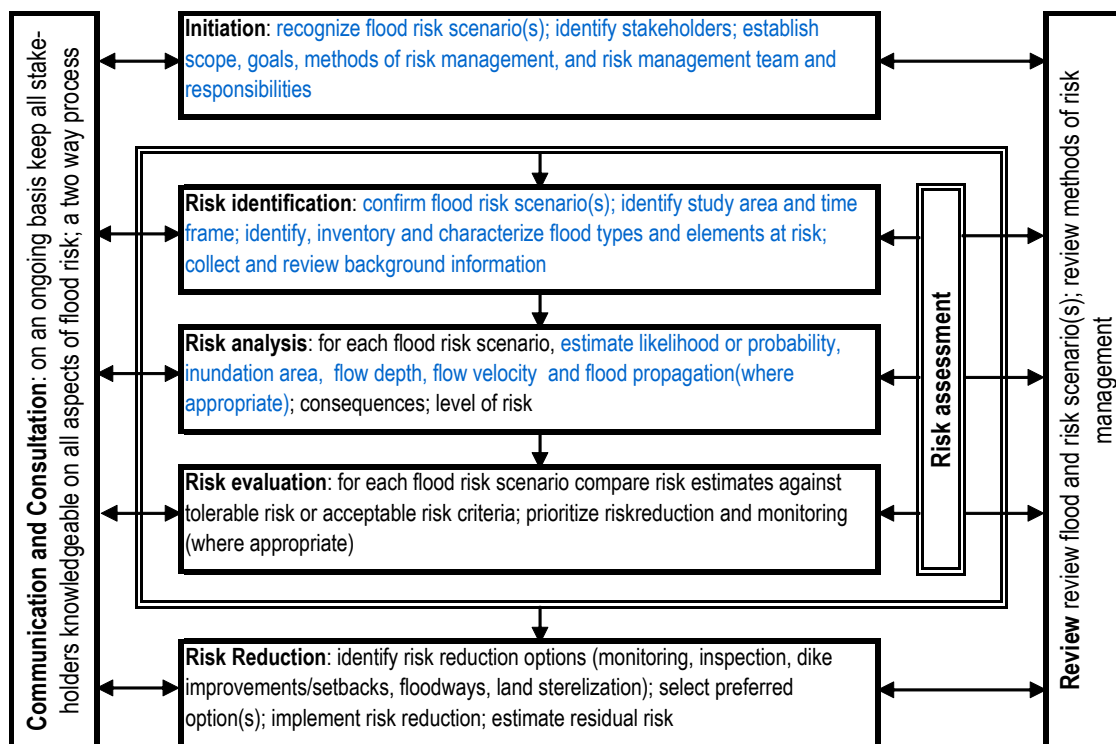 Communication and Consultation: on an ongoing basis keep all stake-
holders knowledgeable on all aspects of flood risk; a two way process
Initiation: recognize flood risk scenario(s); identify stakeholders; establish
scope, goals, methods of risk management, and risk management team and
responsibilities
Risk identification: confirm flood risk scenario(s); identify study area and time
frame; identify, inventory and characterize flood types and elements at risk;
collect and review background information
Risk analysis: for each flood risk scenario, estimate likelihood or probability,
inundation area, flow depth, flow velocity and flood propagation(where
appropriate); consequences; level of risk
Risk evaluation: for each flood risk scenario compare risk estimates against
tolerable risk or acceptable risk criteria; prioritize riskreduction and monitoring
(where appropriate)
Risk assessment
Risk Reduction: identify risk reduction options (monitoring, inspection, dike
improvements/setbacks, floodways, land sterelization); select preferred
option(s); implement risk reduction; estimate residual risk
Review review flood and risk scenario(s); review methods of risk
management